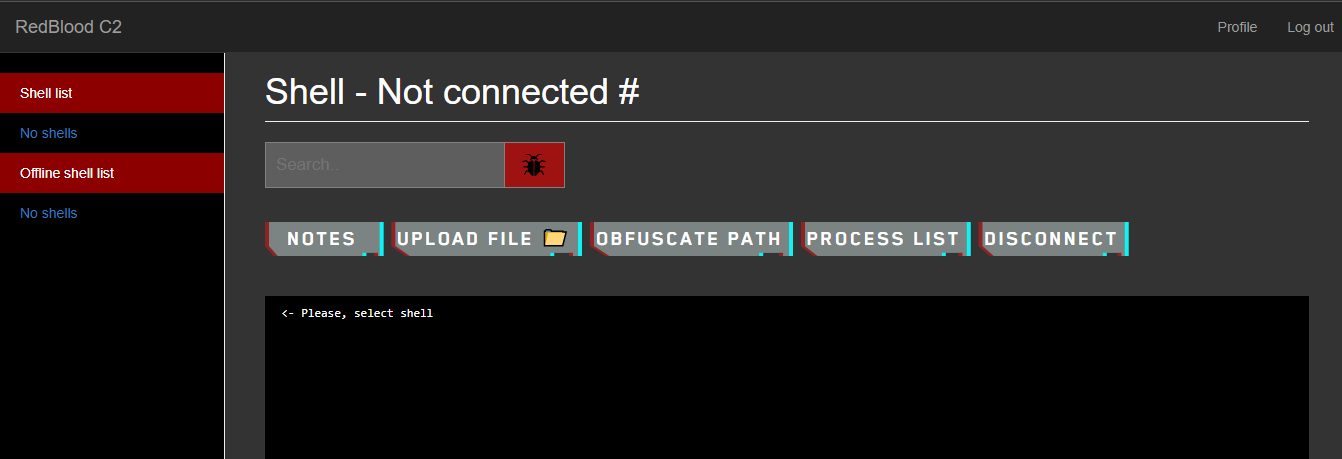 RedBlood C2
Profile
Log out
Shell list
No shells
Offline shell list
No shells
Shell - Not connected #
Search..
NOTES
UPLOAD FILE 📁
OBFUSCATE PATH
PROCESS LIST
DISCONNECT
<- Please, select shell